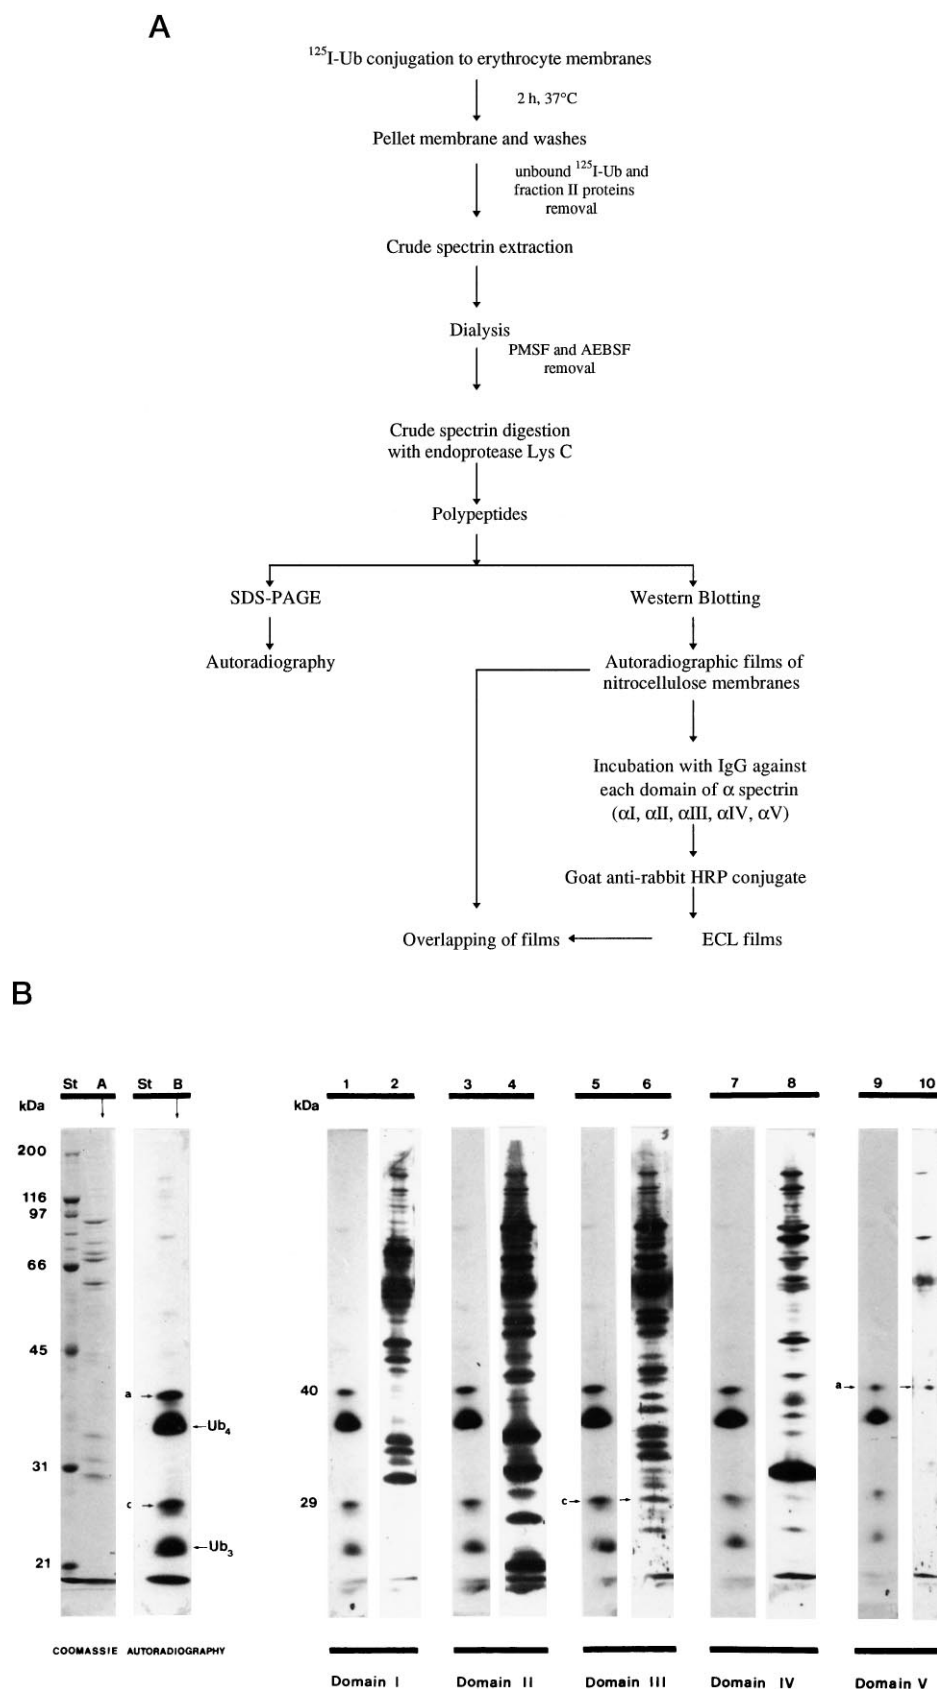 A
¹²⁵I-Ub conjugation to erythrocyte membranes
2 h, 37°C
Pellet membrane and washes
unbound ¹²⁵I-Ub and
fraction II proteins
removal
Crude spectrin extraction
Dialysis
PMSF and AEBSF
removal
Crude spectrin digestion
with endoprotease Lys C
Polypeptides
SDS-PAGE
Western Blotting
Autoradiography
Autoradiographic films of
nitrocellulose membranes
Incubation with IgG against
each domain of α spectrin
(αI, αII, αIII, αIV, αV)
Goat anti-rabbit HRP conjugate
Overlapping of films
ECL films
B
St A St B 1 2 3 4 5 6 7 8 9 10
kDa kDa
200
116
97
66
45
a 40 a
Ub₄
31
c 29 c
Ub₃
21
COOMASSIE AUTORADIOGRAPHY
Domain I Domain II Domain III Domain IV Domain V